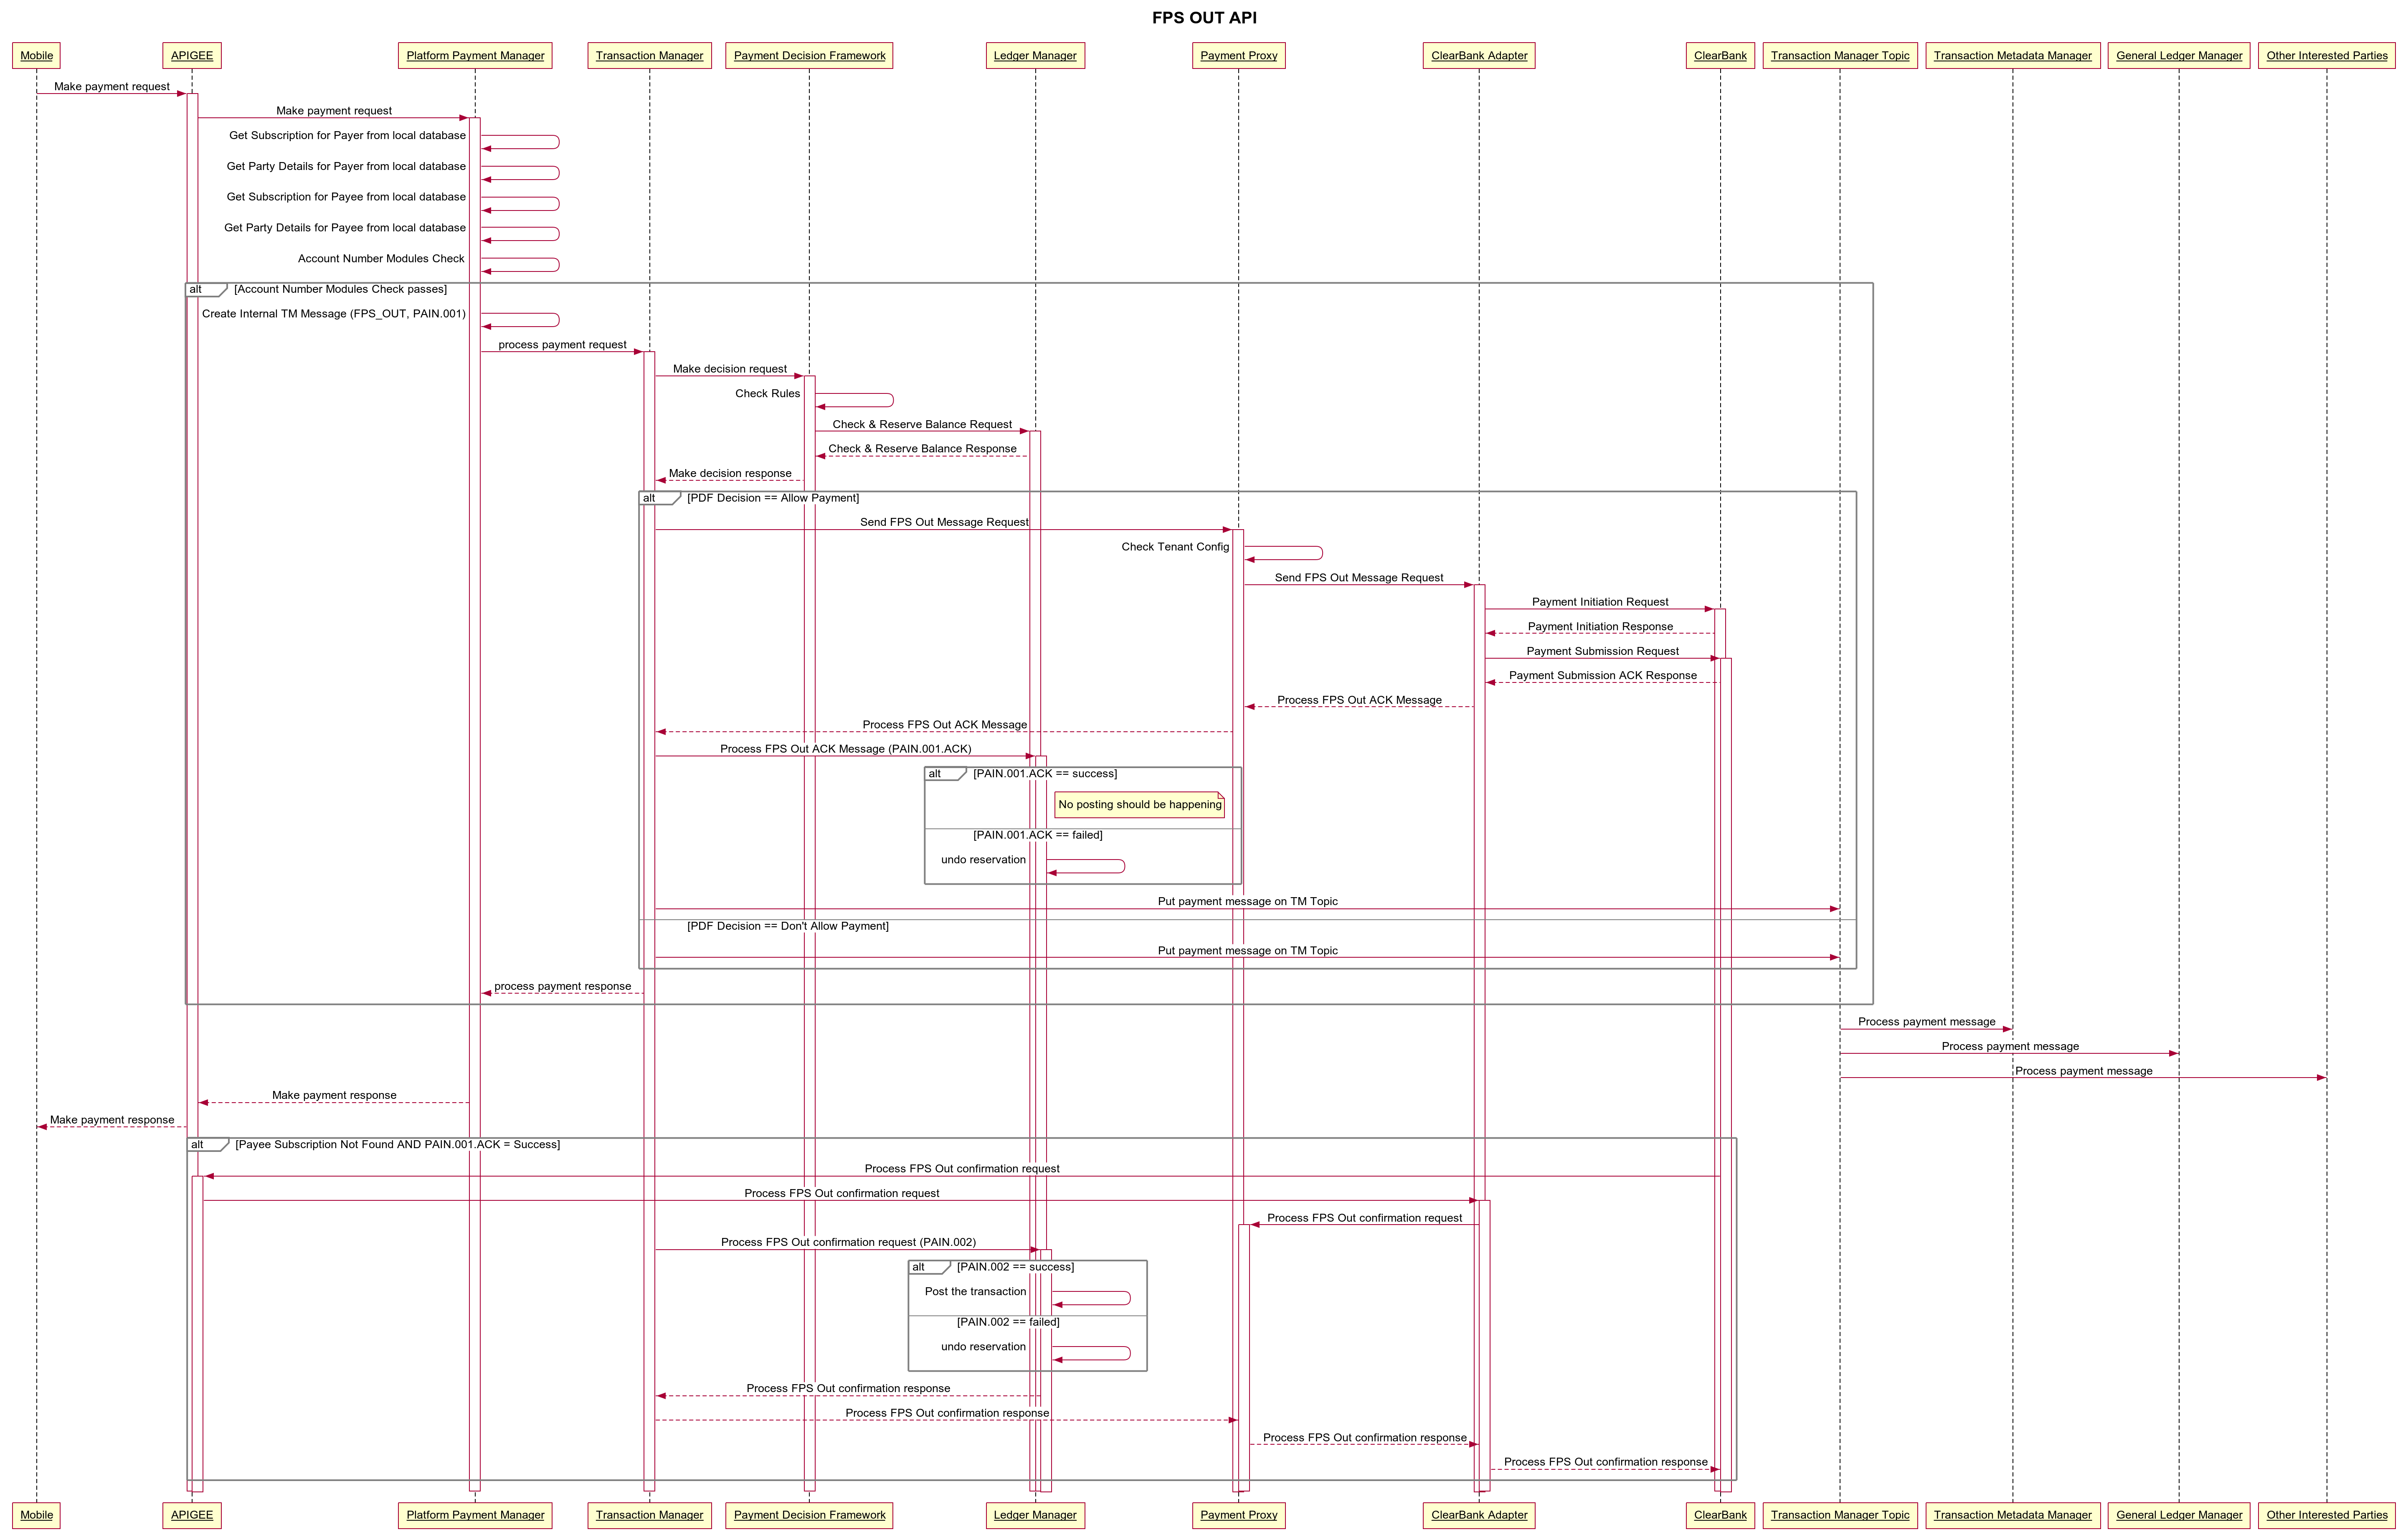 FPS OUT API
Mobile
APIGEE
Platform Payment Manager
Transaction Manager
Payment Decision Framework
Ledger Manager
Payment Proxy
ClearBank Adapter
ClearBank
Transaction Manager Topic
Transaction Metadata Manager
General Ledger Manager
Other Interested Parties
Make payment request
Make payment request
Get Subscription for Payer from local database
Get Party Details for Payer from local database
Get Subscription for Payee from local database
Get Party Details for Payee from local database
Account Number Modules Check
alt [Account Number Modules Check passes]
Create Internal TM Message (FPS_OUT, PAIN.001)
process payment request
Make decision request
Check Rules
Check & Reserve Balance Request
Check & Reserve Balance Response
Make decision response
alt [PDF Decision == Allow Payment]
Send FPS Out Message Request
Check Tenant Config
Send FPS Out Message Request
Payment Initiation Request
Payment Initiation Response
Payment Submission Request
Payment Submission ACK Response
Process FPS Out ACK Message
Process FPS Out ACK Message
Process FPS Out ACK Message (PAIN.001.ACK)
alt [PAIN.001.ACK == success]
No posting should be happening
[PAIN.001.ACK == failed]
undo reservation
Put payment message on TM Topic
[PDF Decision == Don't Allow Payment]
Put payment message on TM Topic
process payment response
Process payment message
Process payment message
Process payment message
Make payment response
Make payment response
alt [Payee Subscription Not Found AND PAIN.001.ACK = Success]
Process FPS Out confirmation request
Process FPS Out confirmation request
Process FPS Out confirmation request
Process FPS Out confirmation request (PAIN.002)
alt [PAIN.002 == success]
Post the transaction
[PAIN.002 == failed]
undo reservation
Process FPS Out confirmation response
Process FPS Out confirmation response
Process FPS Out confirmation response
Process FPS Out confirmation response
Mobile
APIGEE
Platform Payment Manager
Transaction Manager
Payment Decision Framework
Ledger Manager
Payment Proxy
ClearBank Adapter
ClearBank
Transaction Manager Topic
Transaction Metadata Manager
General Ledger Manager
Other Interested Parties